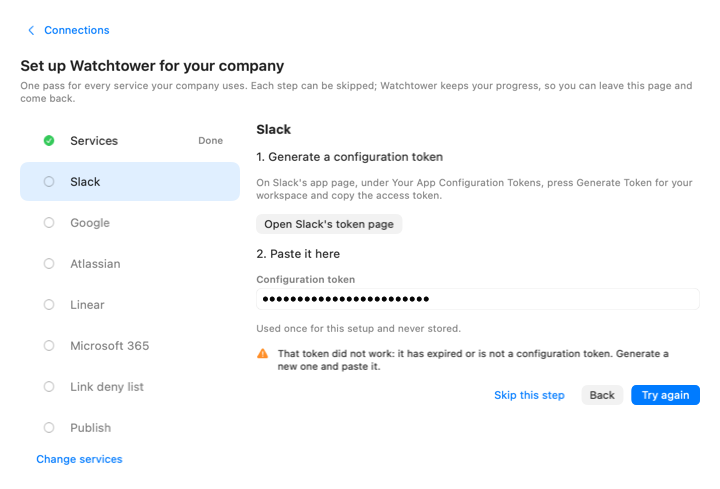 Connections
Set up Watchtower for your company
One pass for every service your company uses. Each step can be skipped; Watchtower keeps your progress, so you can leave this page and
come back.
Services
Done
Slack
Google
Atlassian
Linear
Microsoft 365
Link deny list
Publish
Change services
Slack
1. Generate a configuration token
On Slack's app page, under Your App Configuration Tokens, press Generate Token for your
workspace and copy the access token.
Open Slack's token page
2. Paste it here
Configuration token
Used once for this setup and never stored.
That token did not work: it has expired or is not a configuration token. Generate a
new one and paste it.
Skip this step
Back
Try again